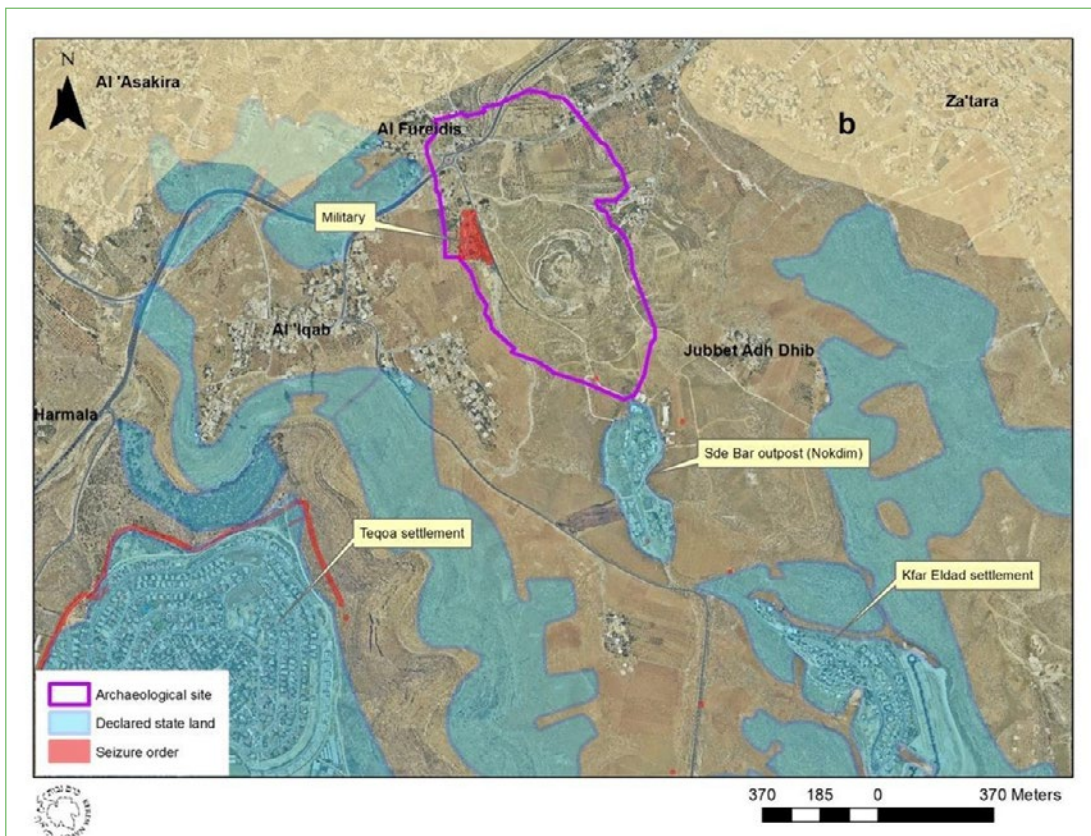 N
Al 'Asakira
Za'tara
b
Al Fureidis
Military
Al 'Iqab
Jubbet Adh Dhib
Harmala
Sde Bar outpost (Nokdim)
Teqoa settlement
Kfar Eldad settlement
Archaeological site
Declared state land
Seizure order
370 185 0 370 Meters